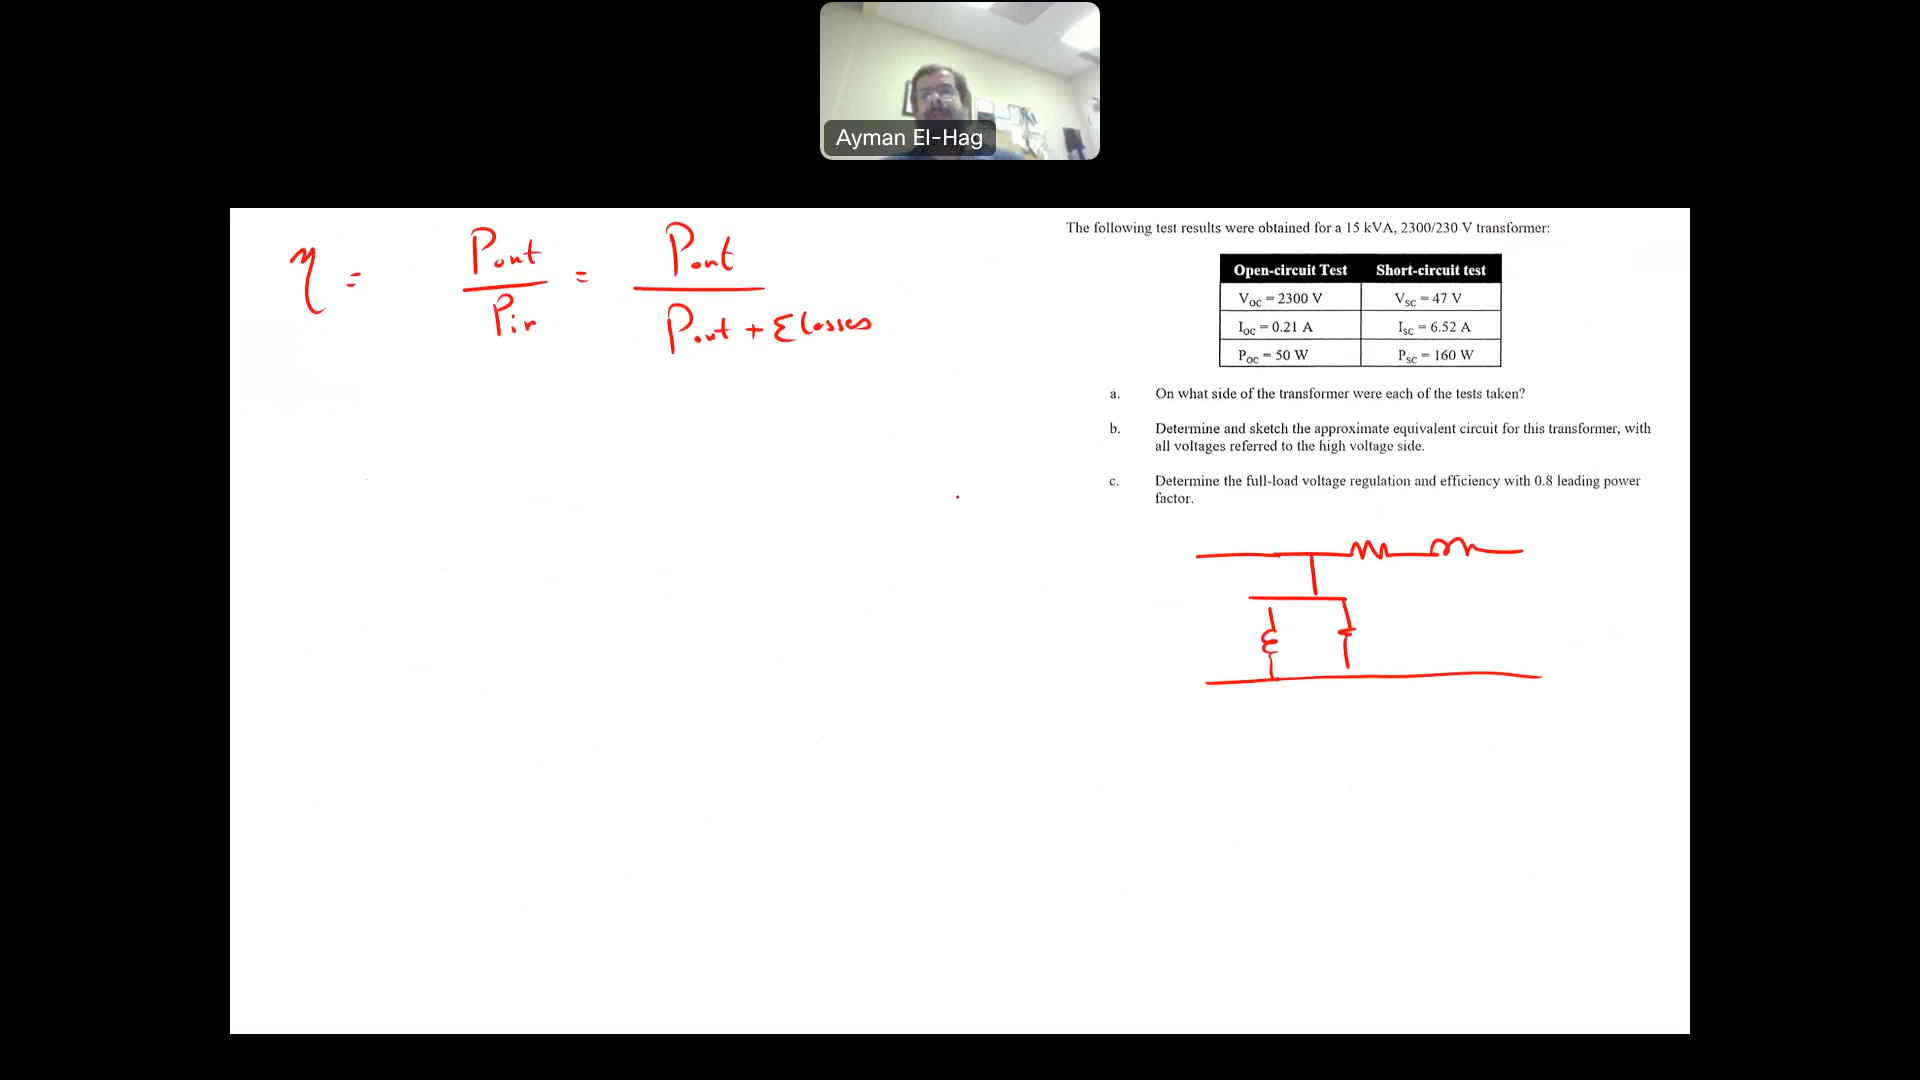 Ayman El-Hag
η = Pout / Pin = Pout / Pout + Σ losses
The following test results were obtained for a 15 kVA, 2300/230 V transformer:
Open-circuit Test Short-circuit test
VOC = 2300 V VSC = 47 V
IOC = 0.21 A ISC = 6.52 A
POC = 50 W PSC = 160 W
a. On what side of the transformer were each of the tests taken?
b. Determine and sketch the approximate equivalent circuit for this transformer, with
all voltages referred to the high voltage side.
c. Determine the full-load voltage regulation and efficiency with 0.8 leading power
factor.